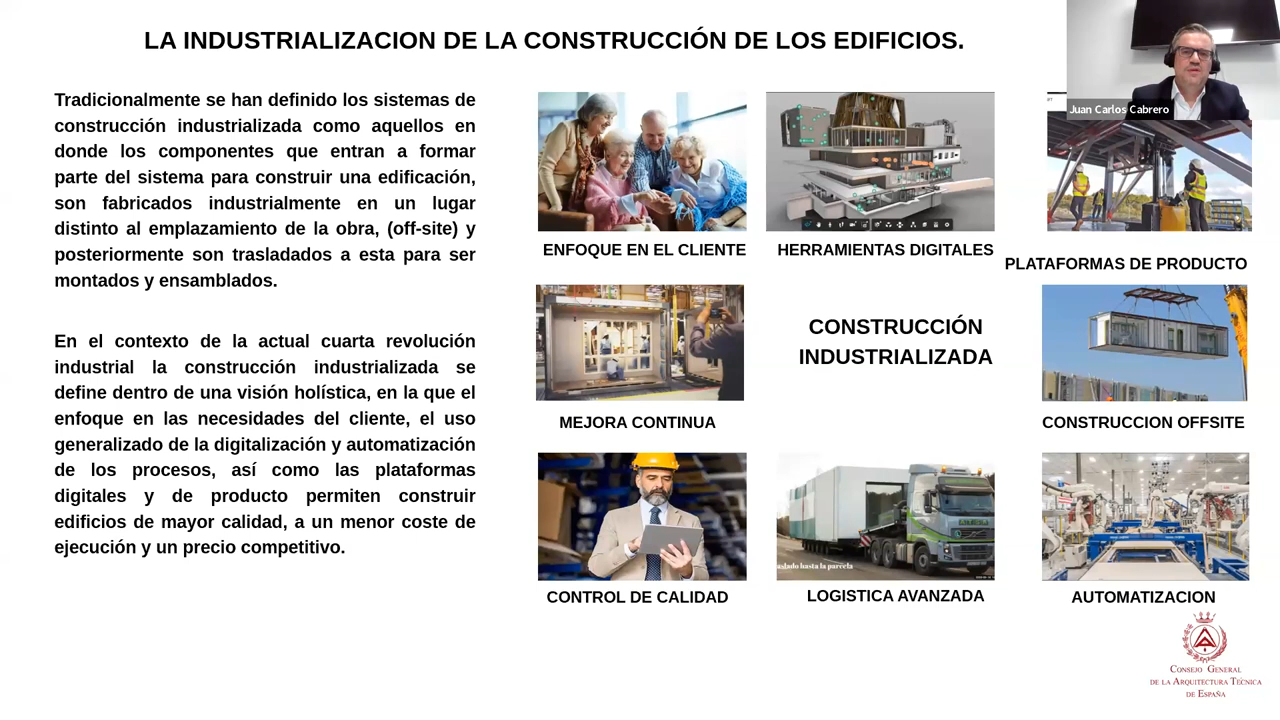 LA INDUSTRIALIZACION DE LA CONSTRUCCIÓN DE LOS EDIFICIOS.
Juan Carlos Cabrero
Tradicionalmente se han definido los sistemas de
construcción industrializada como aquellos en
donde los componentes que entran a formar
parte del sistema para construir una edificación,
son fabricados industrialmente en un lugar
distinto al emplazamiento de la obra, (off-site) y
posteriormente son trasladados a esta para ser
montados y ensamblados.
En el contexto de la actual cuarta revolución
industrial la construcción industrializada se
define dentro de una visión holística, en la que el
enfoque en las necesidades del cliente, el uso
generalizado de la digitalización y automatización
de los procesos, así como las plataformas
digitales y de producto permiten construir
edificios de mayor calidad, a un menor coste de
ejecución y un precio competitivo.
ENFOQUE EN EL CLIENTE
HERRAMIENTAS DIGITALES
PLATAFORMAS DE PRODUCTO
CONSTRUCCIÓN
INDUSTRIALIZADA
MEJORA CONTINUA
CONSTRUCCION OFFSITE
hasta la parcela
CONTROL DE CALIDAD
LOGISTICA AVANZADA
AUTOMATIZACION
CONSEJO GENERAL
DE LA ARQUITECTURA TÉCNICA
DE ESPAÑA